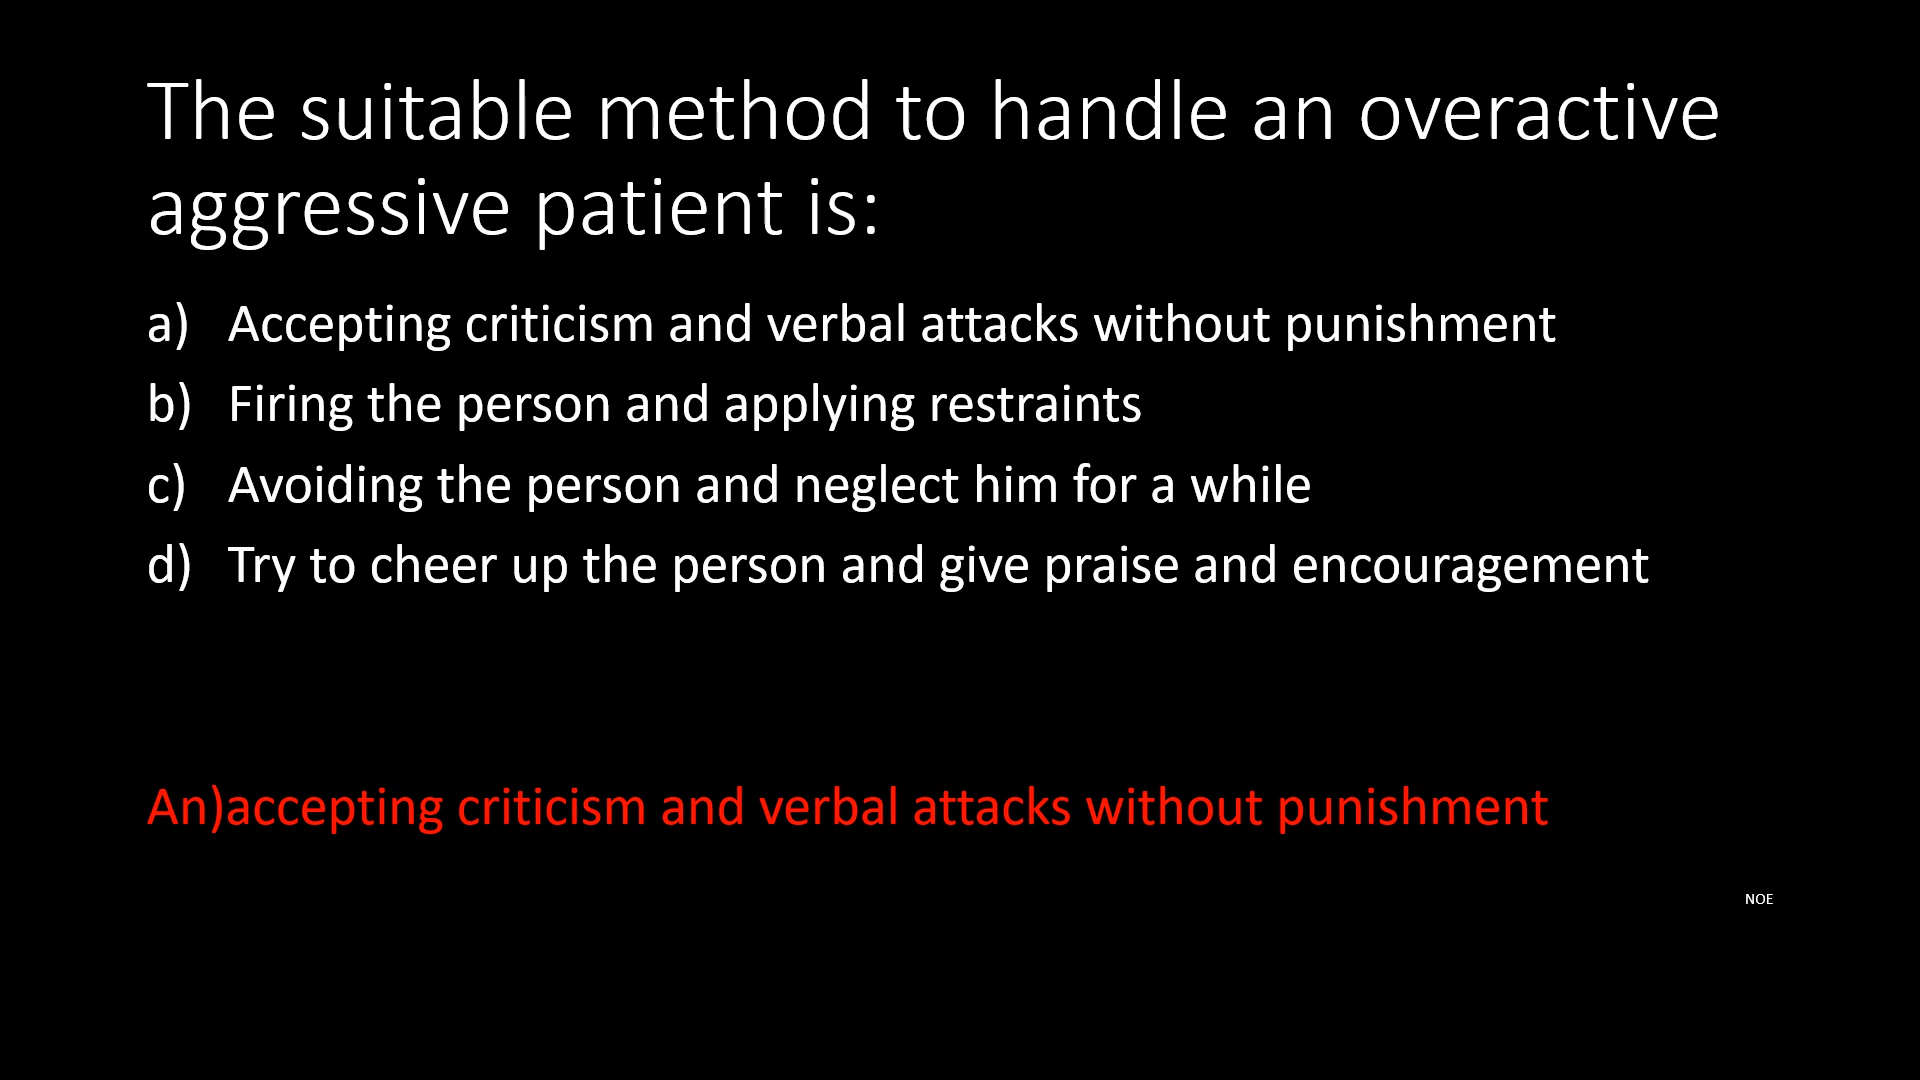 The suitable method to handle an overactive
aggressive patient is:
a) Accepting criticism and verbal attacks without punishment
b) Firing the person and applying restraints
c) Avoiding the person and neglect him for a while
d) Try to cheer up the person and give praise and encouragement
An)accepting criticism and verbal attacks without punishment
NOE